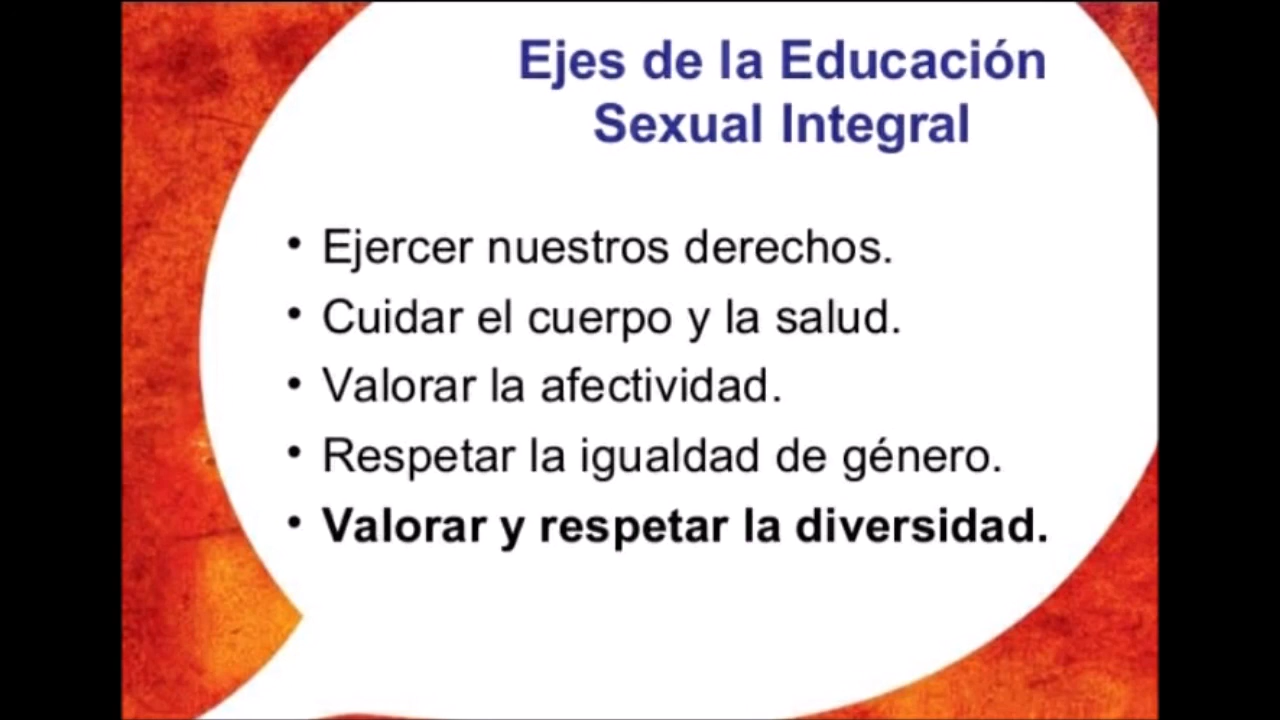 Ejes de la Educación
Sexual Integral
• Ejercer nuestros derechos.
• Cuidar el cuerpo y la salud.
• Valorar la afectividad.
• Respetar la igualdad de género.
• Valorar y respetar la diversidad.